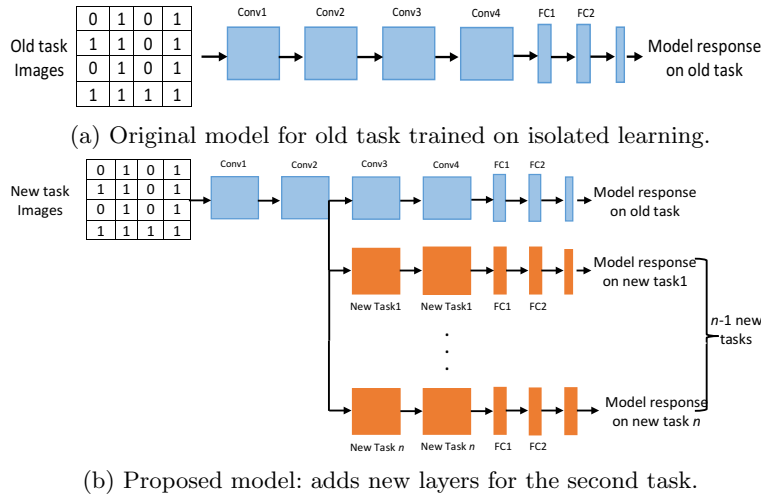 Conv1 Conv2 Conv3 Conv4 FC1 FC2
Old task
Images
0 1 0 1
1 1 0 1
0 1 0 1
1 1 1 1
Model response
on old task
(a) Original model for old task trained on isolated learning.
Conv1 Conv2 Conv3 Conv4 FC1 FC2
New task
Images
0 1 0 1
1 1 0 1
0 1 0 1
1 1 1 1
Model response
on old task
Model response
on new task1
New Task1 New Task1 FC1 FC2
n-1 new
tasks
Model response
on new task n
New Task n New Task n FC1 FC2
(b) Proposed model: adds new layers for the second task.